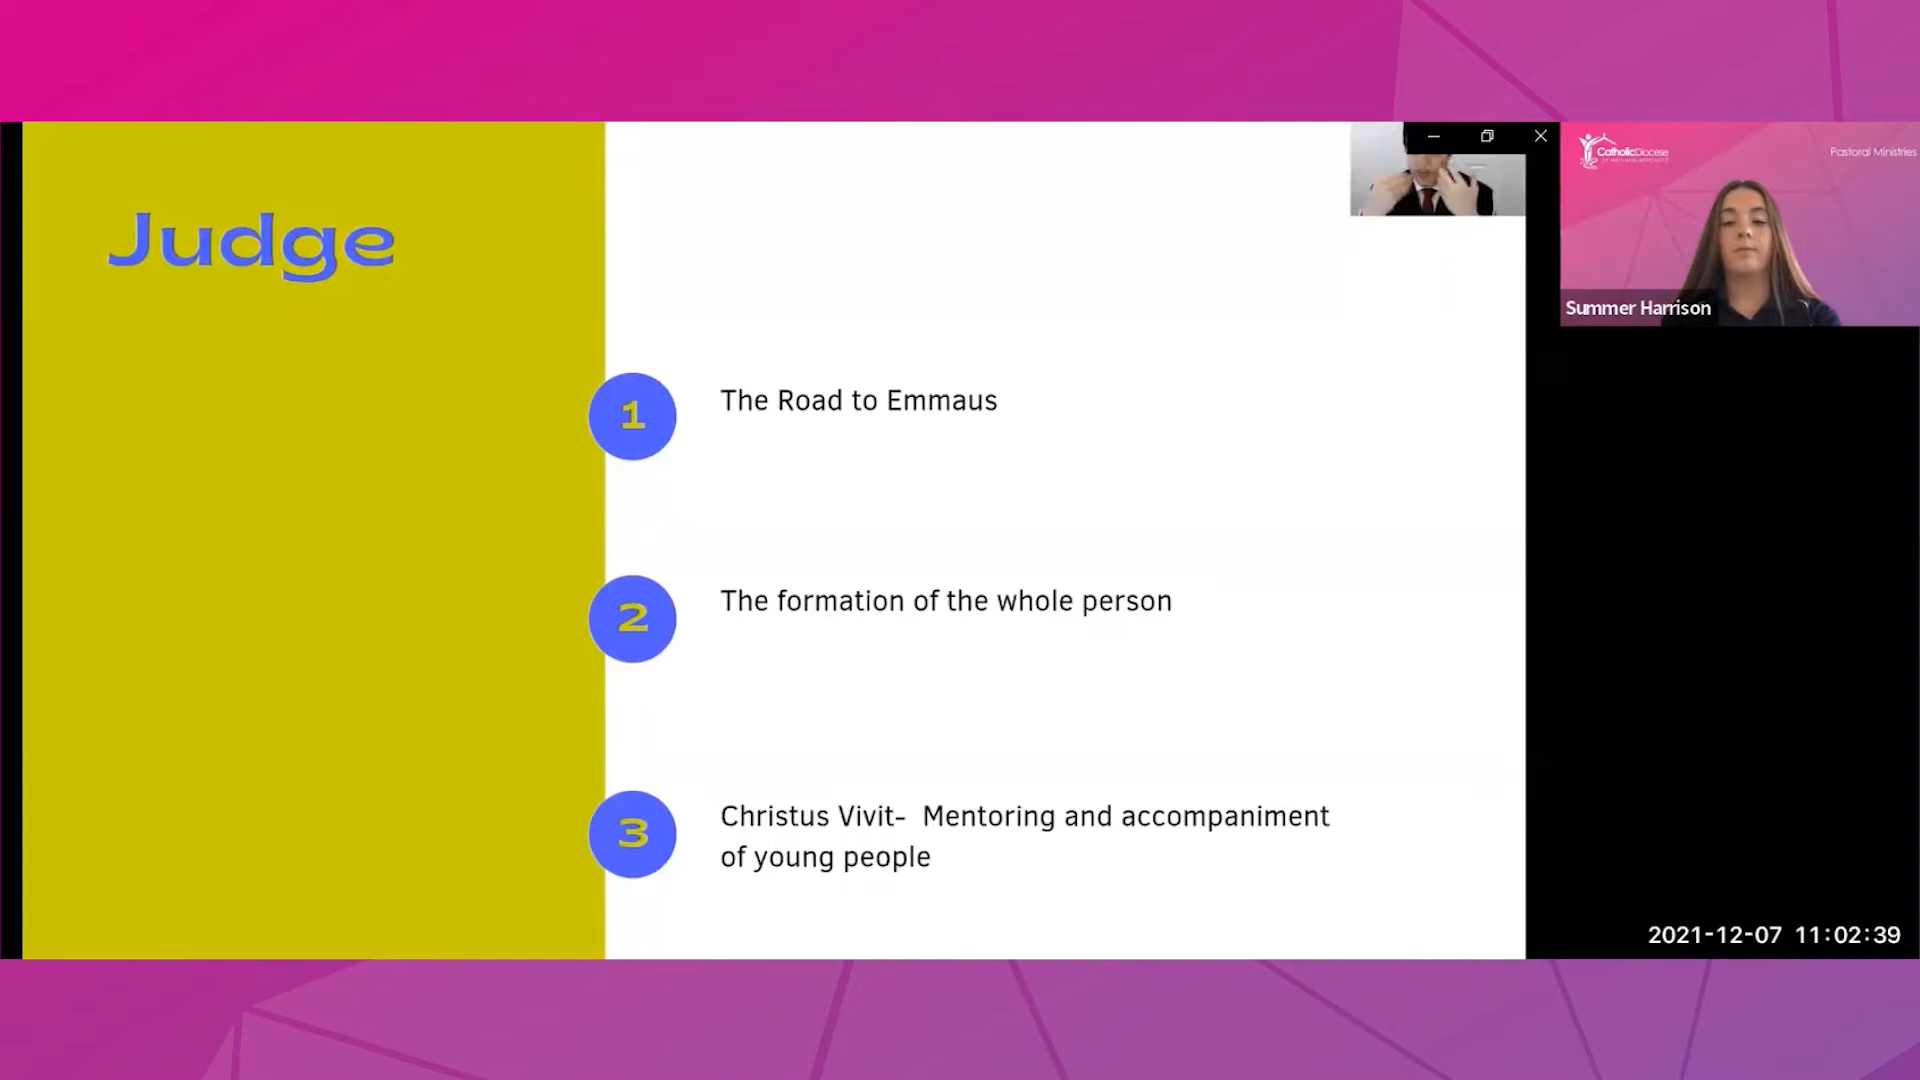 Judge
1
The Road to Emmaus
2
The formation of the whole person
3
Christus Vivit-  Mentoring and accompaniment
of young people
CatholicDiocese
Pastoral Ministries
Summer Harrison
2021-12-07 11:02:39